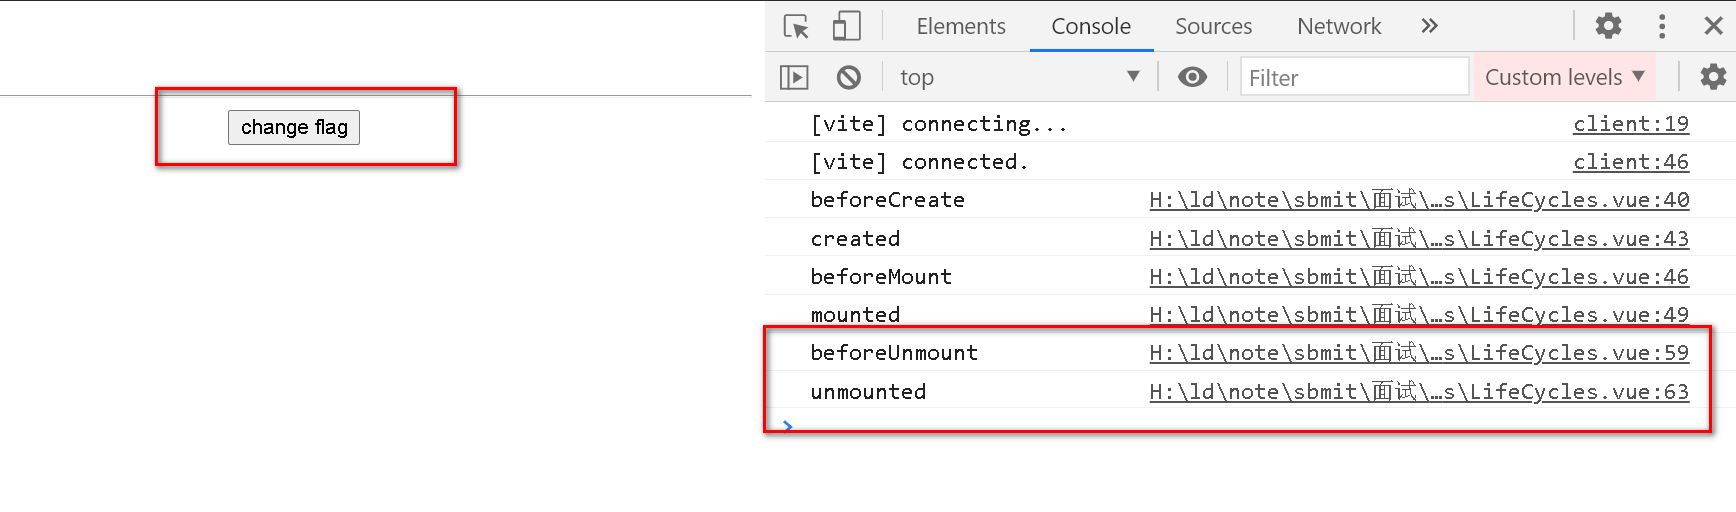 Elements Console Sources Network
top Filter Custom levels
change flag
[vite] connecting... client:19
[vite] connected. client:46
beforeCreate H:\ld\note\sbmit\面试\…s\LifeCycles.vue:40
created H:\ld\note\sbmit\面试\…s\LifeCycles.vue:43
beforeMount H:\ld\note\sbmit\面试\…s\LifeCycles.vue:46
mounted H:\ld\note\sbmit\面试\…s\LifeCycles.vue:49
beforeUnmount H:\ld\note\sbmit\面试\…s\LifeCycles.vue:59
unmounted H:\ld\note\sbmit\面试\…s\LifeCycles.vue:63